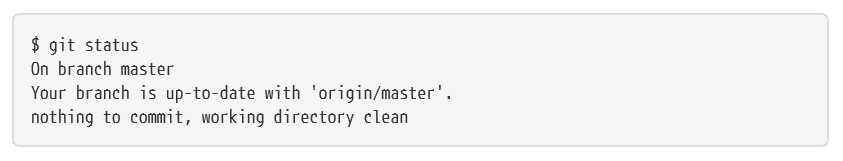 $ git status
On branch master
Your branch is up-to-date with 'origin/master'.
nothing to commit, working directory clean